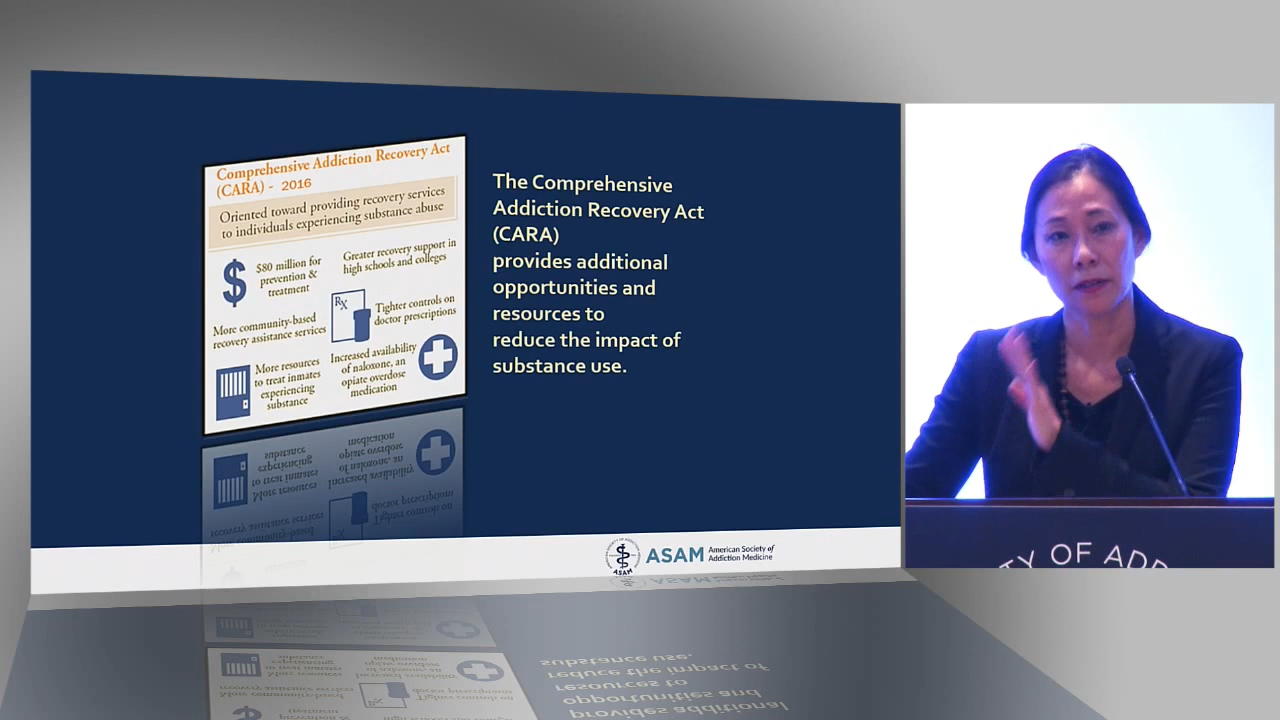 Comprehensive Addiction Recovery Act
(CARA) - 2016
Oriented toward providing recovery services
to individuals experiencing substance abuse
$
$80 million for
prevention &
treatment
Greater recovery support in
high schools and colleges
More community-based
recovery assistance services
Rx
Tighter controls on
doctor prescriptions
More resources
to treat inmates
experiencing
substance
Increased availability
of naloxone, an
opiate overdose
medication
The Comprehensive
Addiction Recovery Act
(CARA)
provides additional
opportunities and
resources to
reduce the impact of
substance use.
ASAM
ASAM American Society of
Addiction Medicine
TY OF ADD